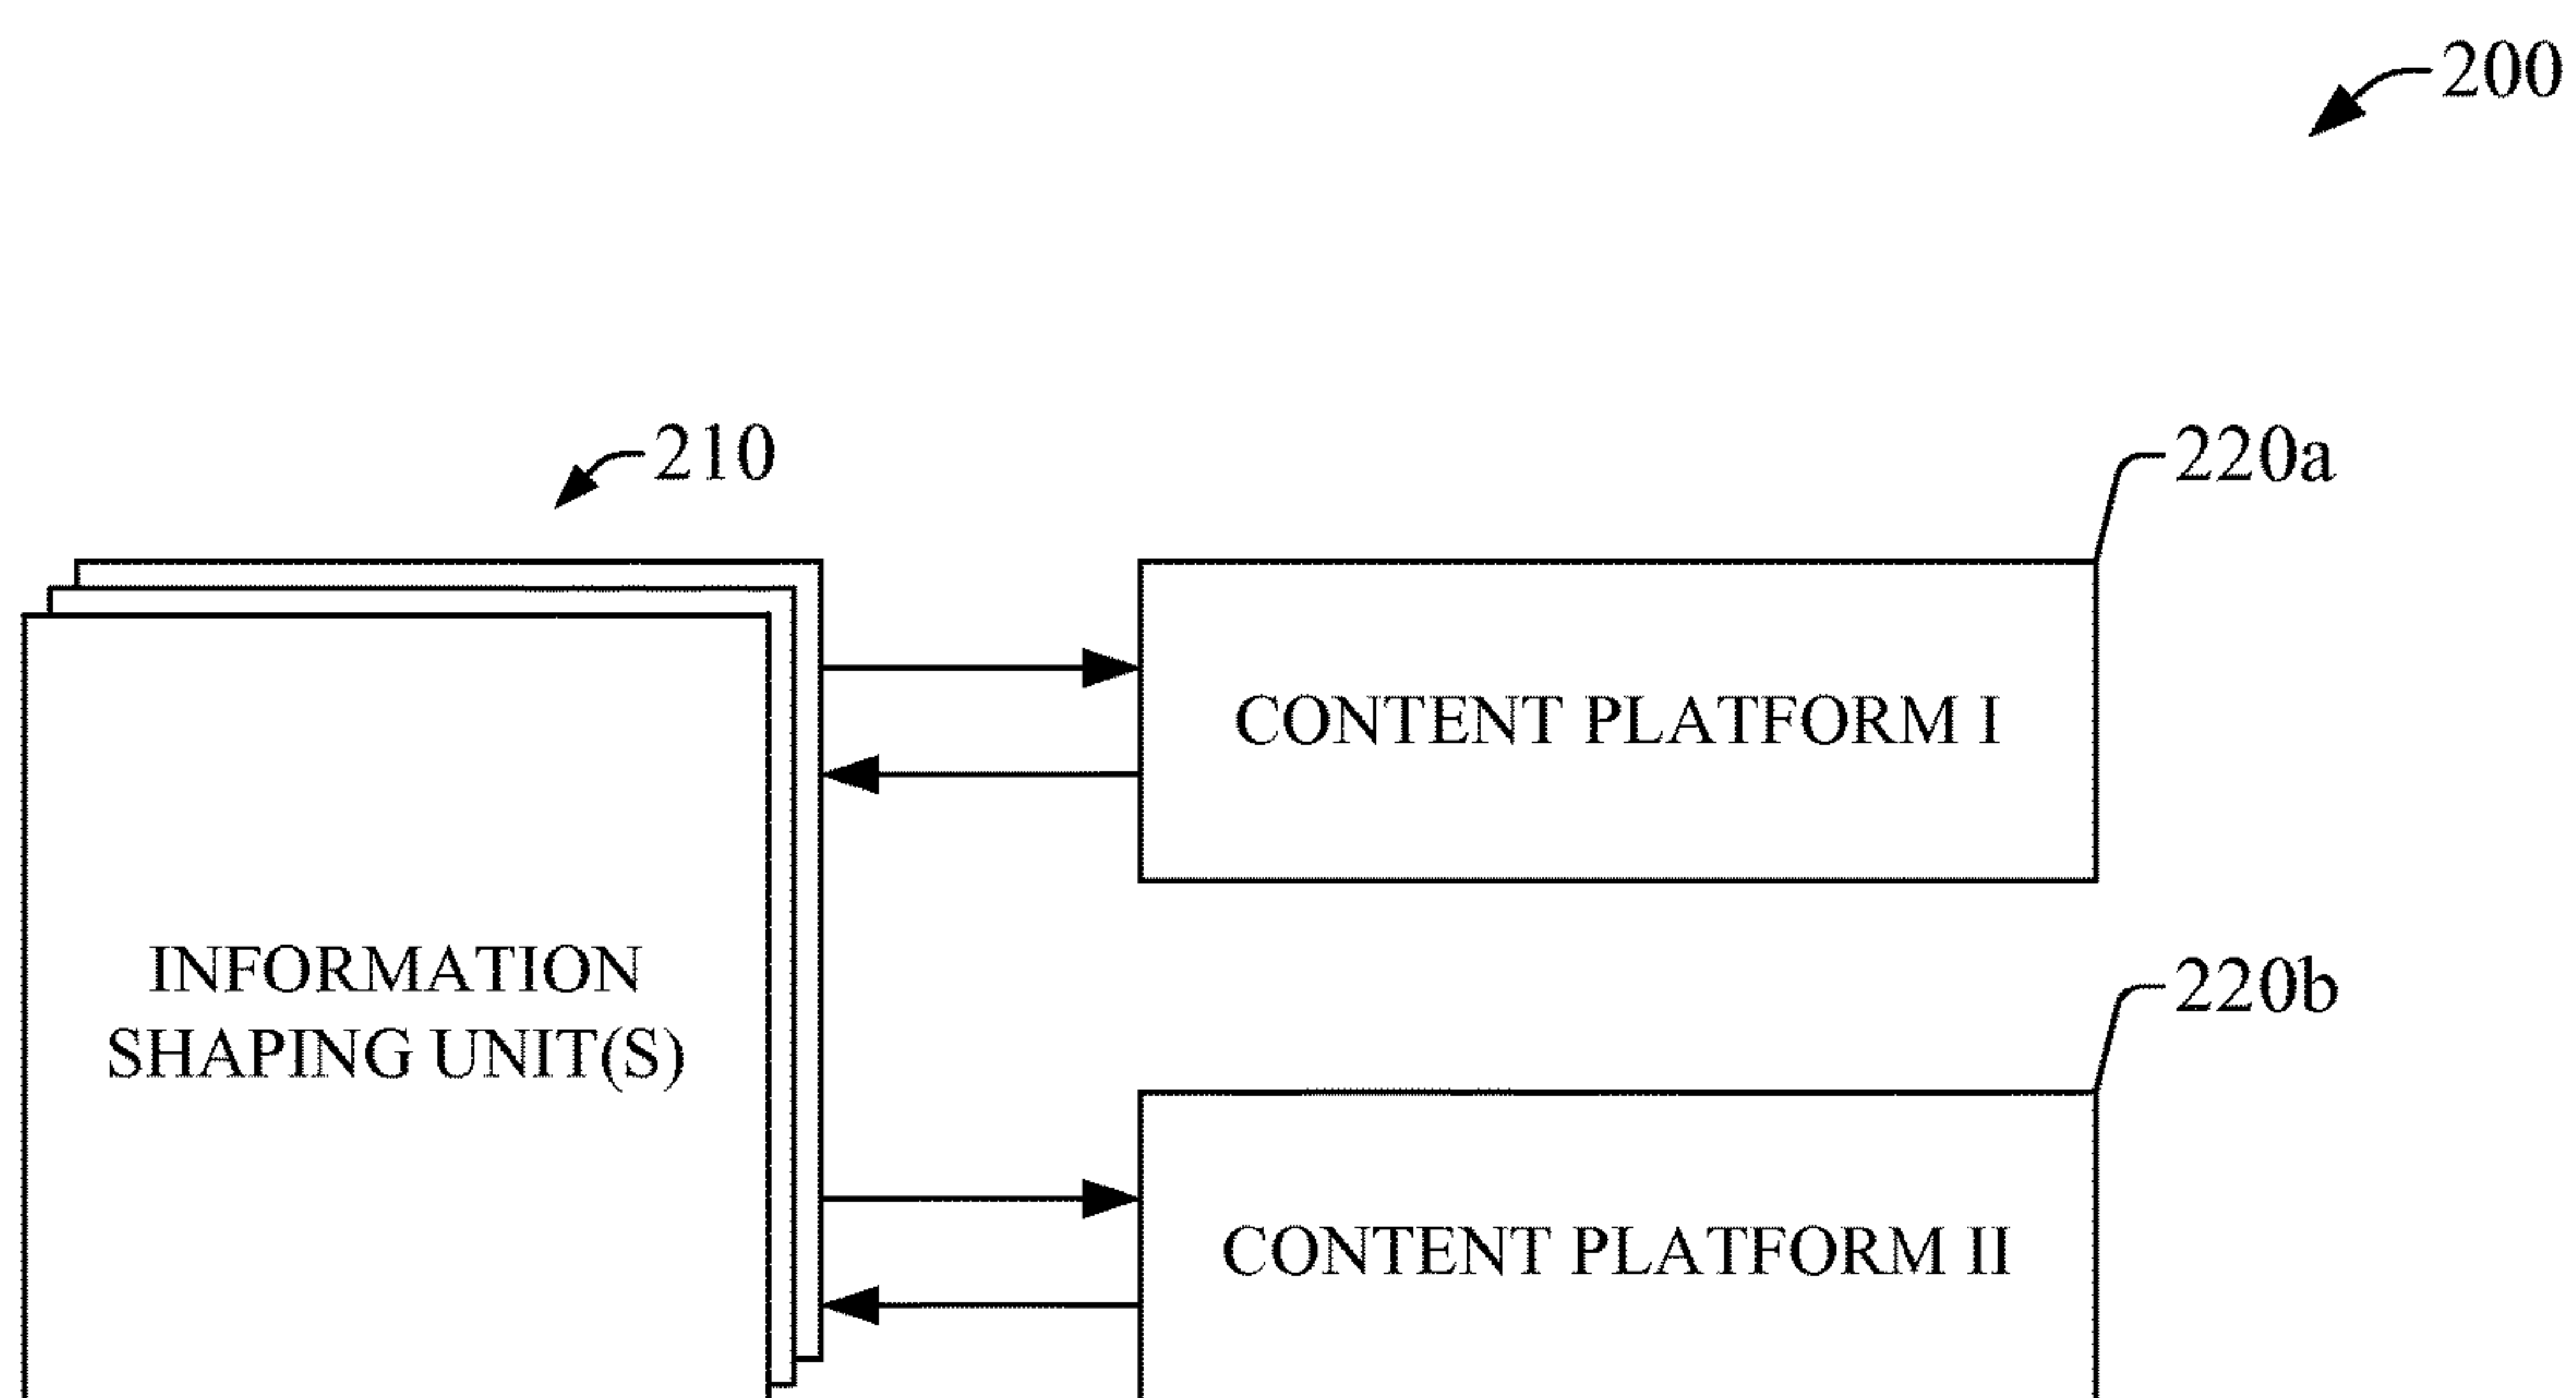 200
210
220a
CONTENT PLATFORM I
INFORMATION
SHAPING UNIT(S)
220b
CONTENT PLATFORM II